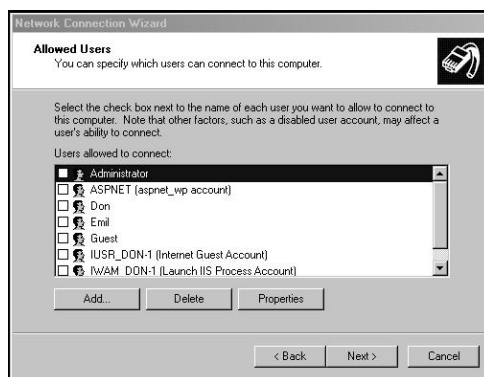 Network Connection Wizard
Allowed Users
You can specify which users can connect to this computer.
Select the check box next to the name of each user you want to allow to connect to
this computer. Note that other factors, such as a disabled user account, may affect a
user's ability to connect.
Users allowed to connect:
Administrator
ASPNET (aspnet_wp account)
Don
Emil
Guest
IUSR_DON-1 (Internet Guest Account)
IWAM_DON-1 (Launch IIS Process Account)
Add...
Delete
Properties
< Back
Next >
Cancel